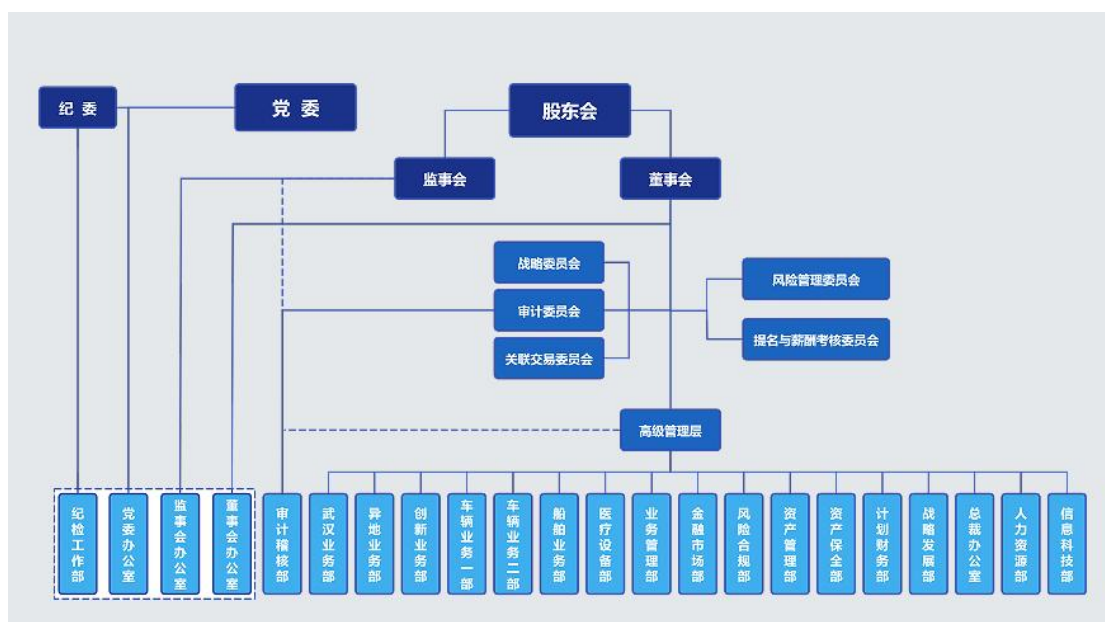 纪 委
党 委
股东会
监事会
董事会
战略委员会
审计委员会
关联交易委员会
风险管理委员会
提名与薪酬考核委员会
高级管理层
纪检工作部
党委办公室
监事会办公室
董事会办公室
审计稽核部
武汉业务部
异地业务部
创新业务部
车辆业务一部
车辆业务二部
船舶业务部
医疗设备部
业务管理部
金融市场部
风险合规部
资产管理部
资产保全部
计划财务部
战略发展部
总裁办公室
人力资源部
信息科技部